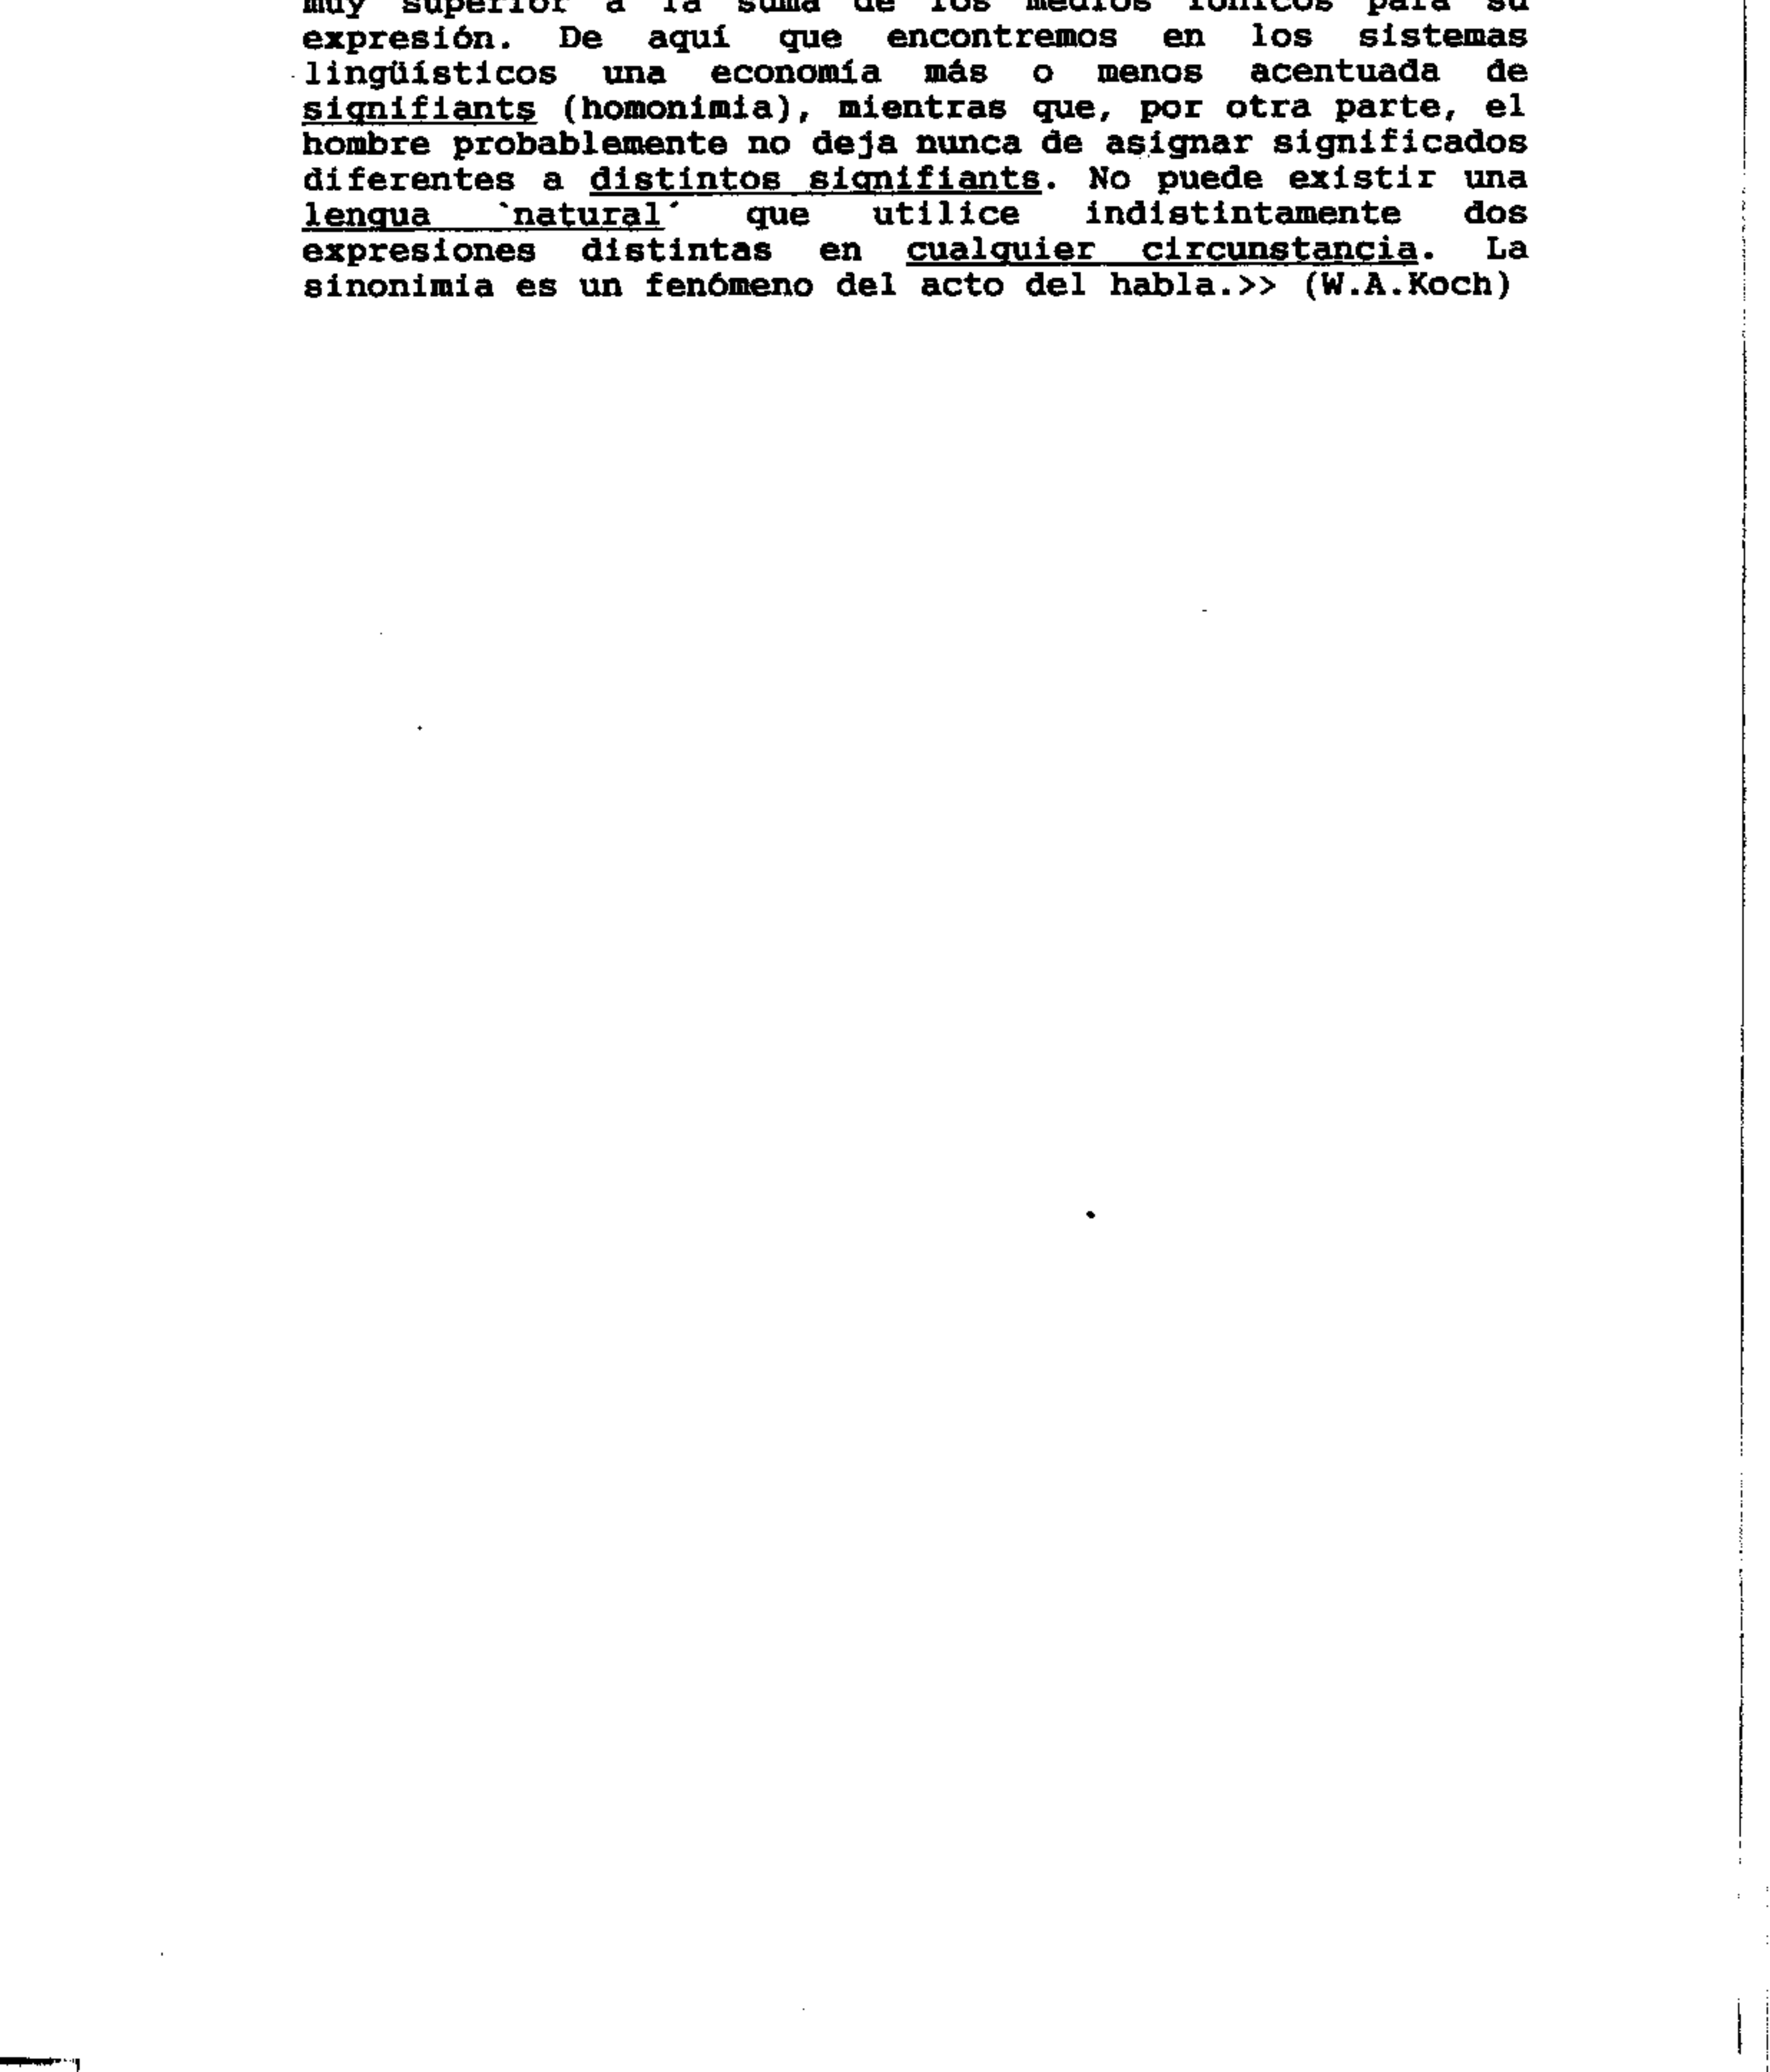 muy superior a la suma de los medios fónicos para su
expresión. De aquí que encontremos en los sistemas
lingüísticos una economía más o menos acentuada de
signifiants (homonimia), mientras que, por otra parte, el
hombre probablemente no deja nunca de asignar significados
diferentes a distintos signifiants. No puede existir una
lengua `natural´ que utilice indistintamente dos
expresiones distintas en cualquier circunstancia. La
sinonimia es un fenómeno del acto del habla.>> (W.A.Koch)